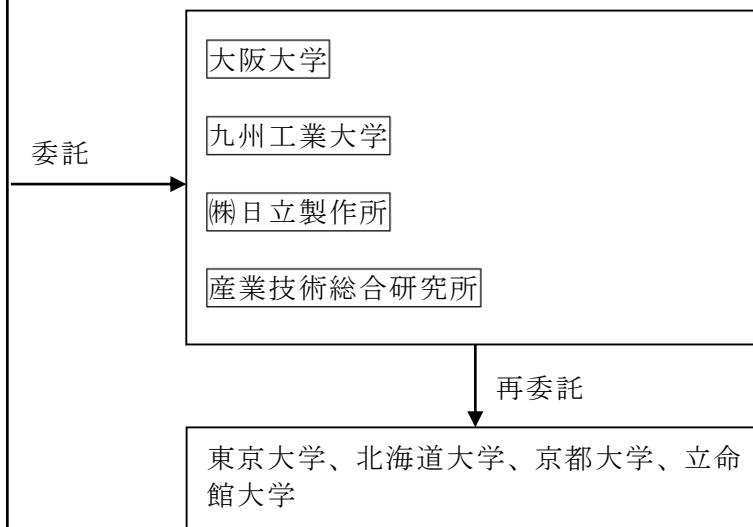 大阪大学
九州工業大学
委託
㈱日立製作所
産業技術総合研究所
再委託
東京大学、北海道大学、京都大学、立命
館大学